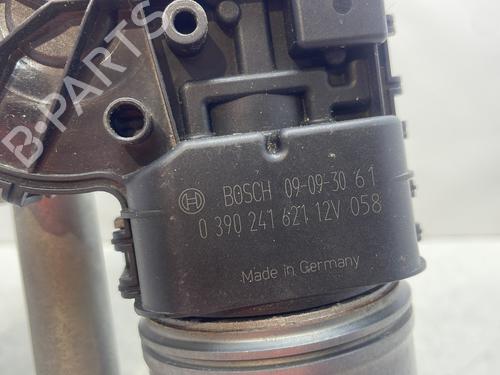 B-PARTS
BOSCH 09-09-30 61
0 390 241 621 12V 058
Made in Germany